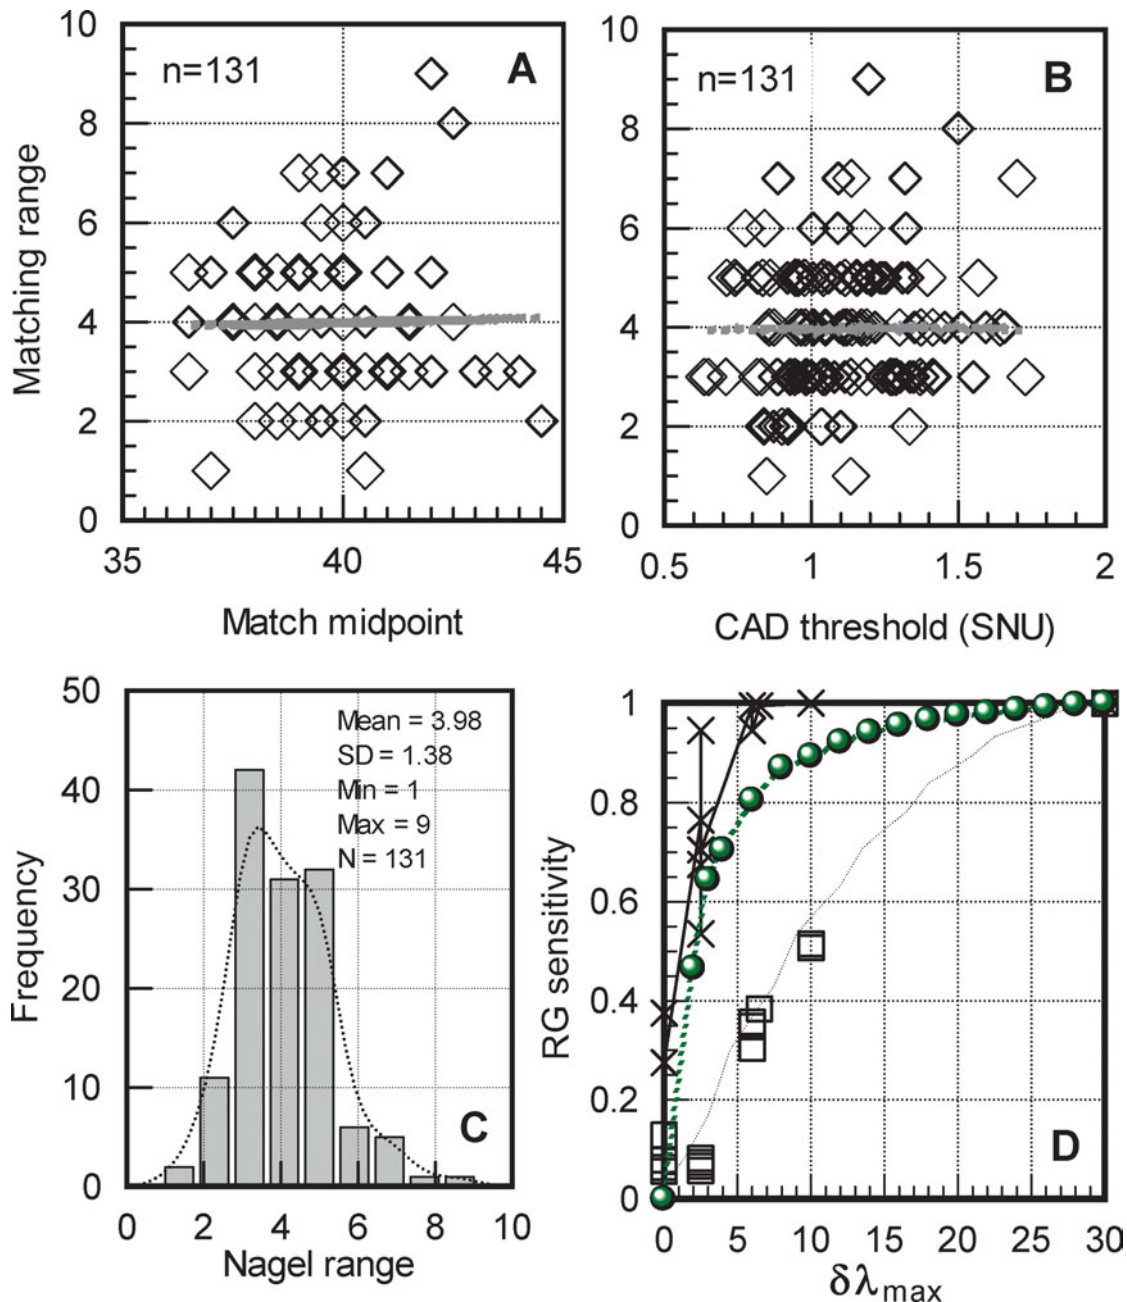 n=131
A
Matching range
10
8
6
4
2
0
35
40
45
Match midpoint
n=131
B
10
8
6
4
2
0
0.5
1
1.5
2
CAD threshold (SNU)
50
40
30
20
10
0
Frequency
Mean = 3.98
SD = 1.38
Min = 1
Max = 9
N = 131
C
0
2
4
6
8
10
Nagel range
1
0.8
0.6
0.4
0.2
0
RG sensitivity
D
0
5
10
15
20
25
30
δλmax